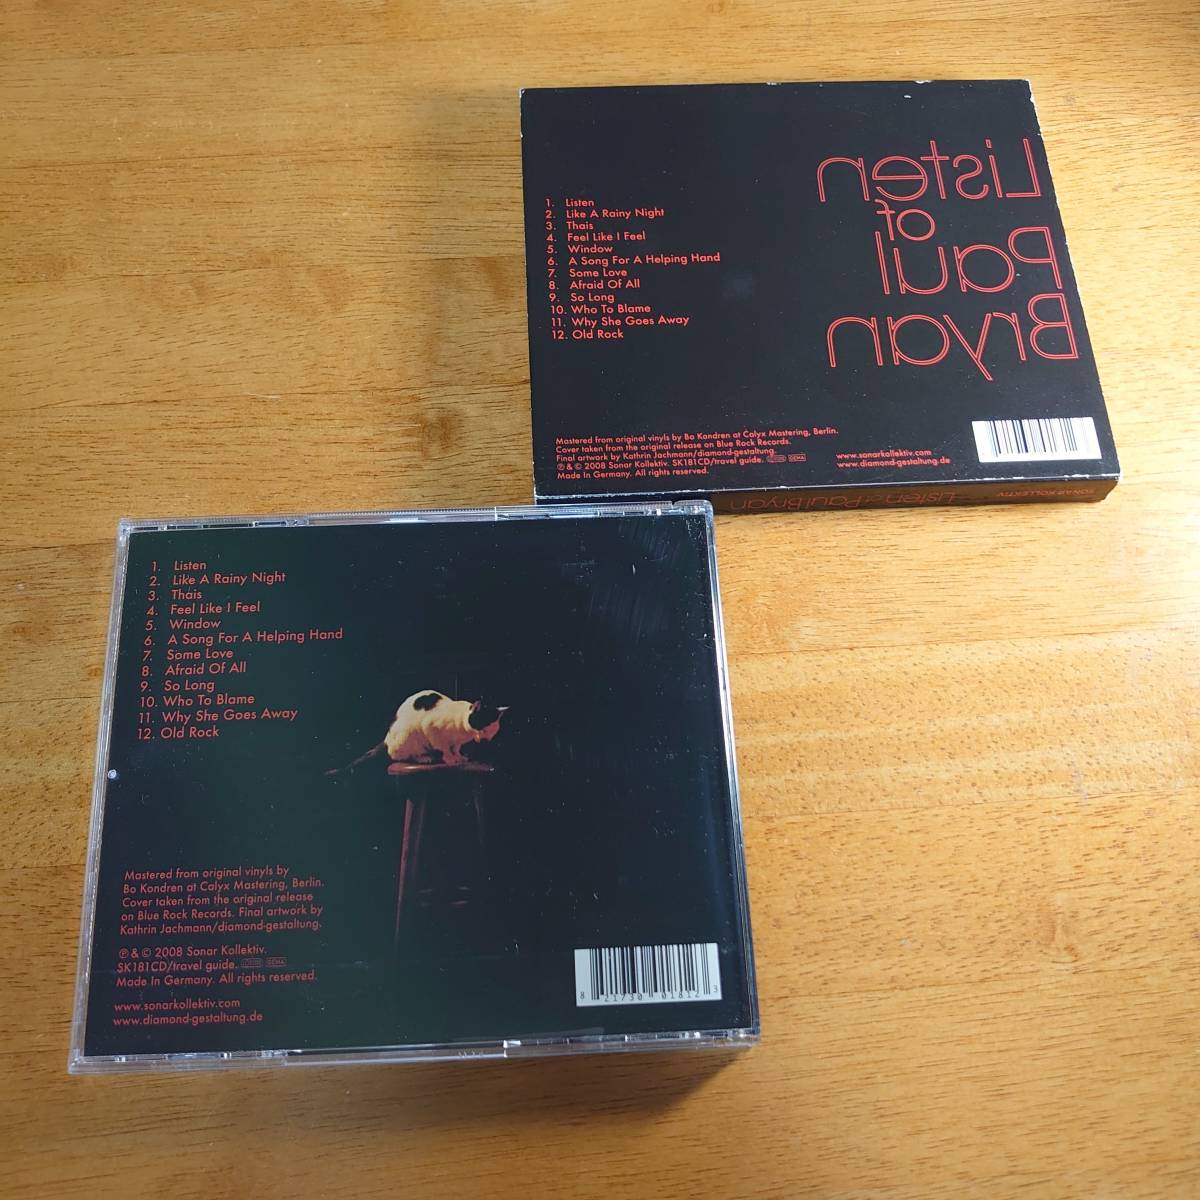 1. Listen
2. Like A Rainy Night
3. Thais
4. Feel Like I Feel
5. Window
6. A Song For A Helping Hand
7. Some Love
8. Afraid Of All
9. So Long
10. Who To Blame
11. Why She Goes Away
12. Old Rock
Listen
of
Paul
Bryan
Mastered from original vinyls by Bo Kondren at Calyx Mastering, Berlin.
Cover taken from the original release on Blue Rock Records.
Final artwork by Kathrin Jachmann/diamond-gestaltung.
℗ & © 2008 Sonar Kollektiv. SK181CD/travel guide. GEMA
Made In Germany. All rights reserved.
www.sonarkollektiv.com
www.diamond-gestaltung.de
Listen of Paul Bryan SONAR KOLLEKTIV
1. Listen
2. Like A Rainy Night
3. Thais
4. Feel Like I Feel
5. Window
6. A Song For A Helping Hand
7. Some Love
8. Afraid Of All
9. So Long
10. Who To Blame
11. Why She Goes Away
12. Old Rock
Mastered from original vinyls by
Bo Kondren at Calyx Mastering, Berlin.
Cover taken from the original release
on Blue Rock Records. Final artwork by
Kathrin Jachmann/diamond-gestaltung.
℗ & © 2008 Sonar Kollektiv.
SK181CD/travel guide. GEMA
Made In Germany. All rights reserved.
www.sonarkollektiv.com
www.diamond-gestaltung.de
8 21730 01812 3